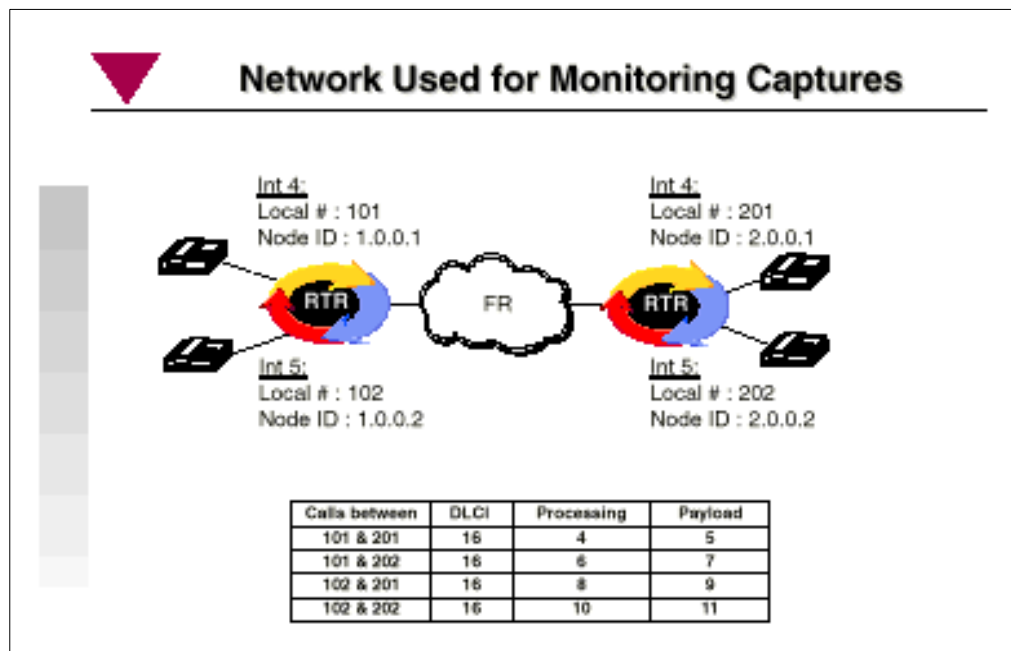 Network Used for Monitoring Captures
Int 4:
Local # : 101
Node ID : 1.0.0.1
Int 4:
Local # : 201
Node ID : 2.0.0.1
RTR
FR
RTR
Int 5:
Local # : 102
Node ID : 1.0.0.2
Int 5:
Local # : 202
Node ID : 2.0.0.2
Calls between DLCI Processing Payload
101 & 201 16 4 5
101 & 202 16 6 7
102 & 201 16 8 9
102 & 202 16 10 11